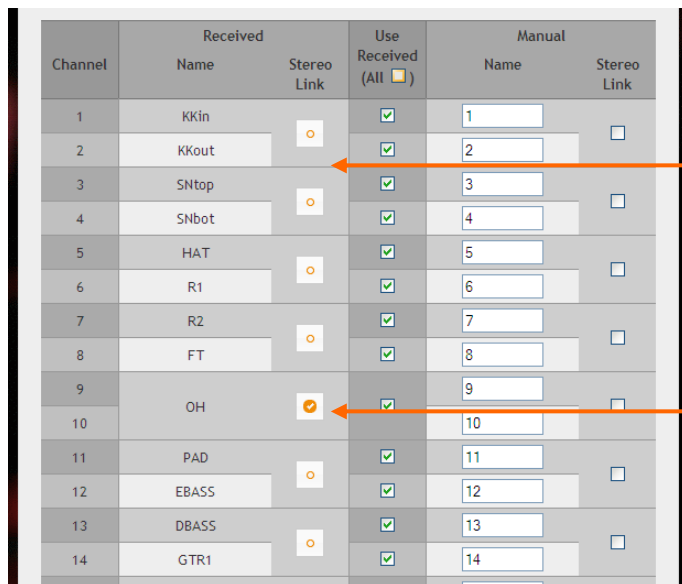 Received Use Manual
Channel Name Stereo Link Received (All ) Name Stereo Link
1 KKin 1
2 KKout 2
3 SNtop 3
4 SNbot 4
5 HAT 5
6 R1 6
7 R2 7
8 FT 8
9 9
OH
10 10
11 PAD 11
12 EBASS 12
13 DBASS 13
14 GTR1 14